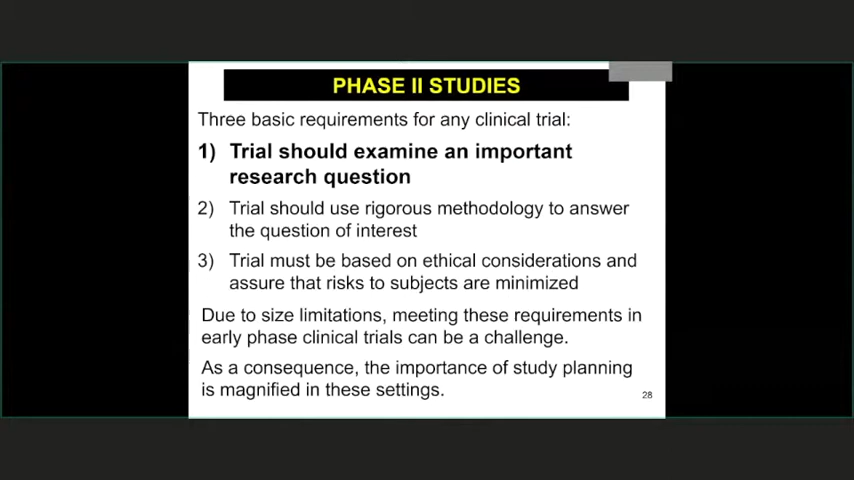 PHASE II STUDIES
Three basic requirements for any clinical trial:
1) Trial should examine an important
research question
2) Trial should use rigorous methodology to answer
the question of interest
3) Trial must be based on ethical considerations and
assure that risks to subjects are minimized
Due to size limitations, meeting these requirements in
early phase clinical trials can be a challenge.
As a consequence, the importance of study planning
is magnified in these settings.
28